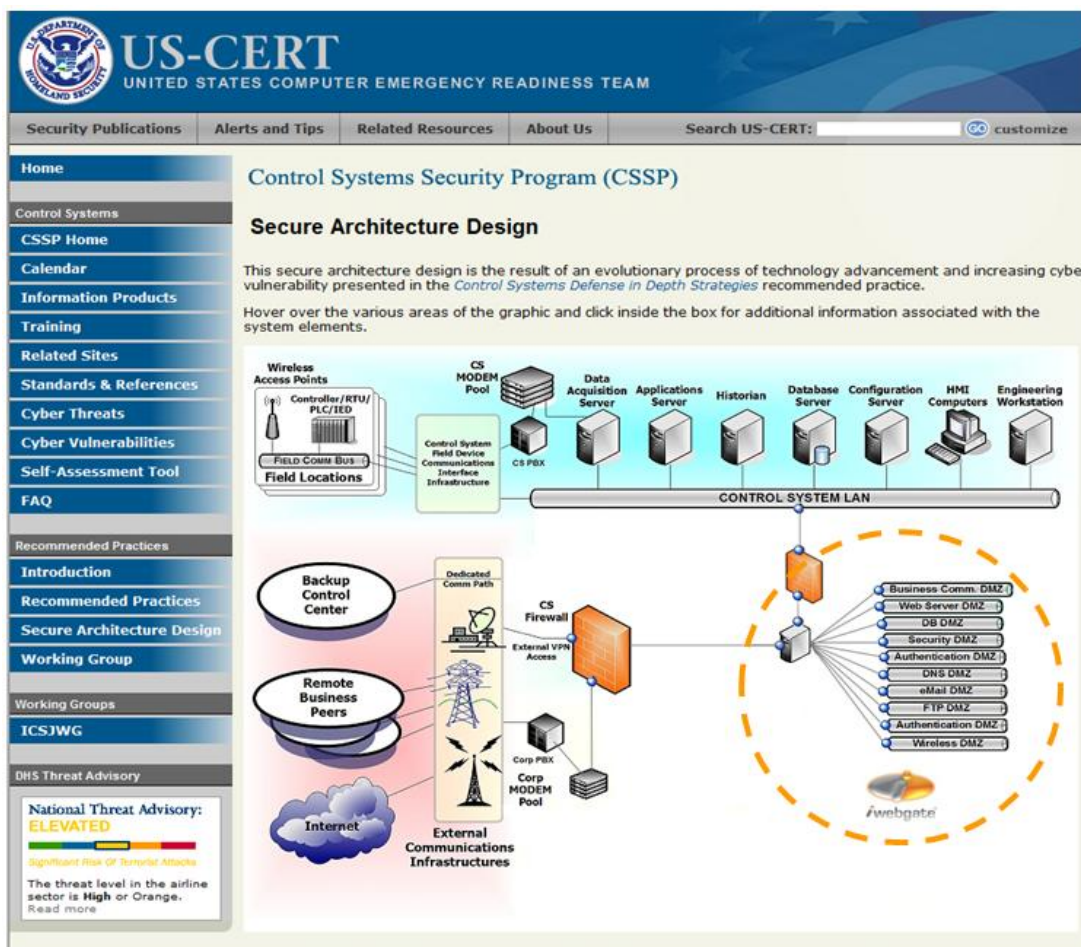 U.S. DEPARTMENT OF HOMELAND SECURITY
US-CERT
UNITED STATES COMPUTER EMERGENCY READINESS TEAM
Security Publications
Alerts and Tips
Related Resources
About Us
Search US-CERT:
GO
customize
Home
Control Systems
CSSP Home
Calendar
Information Products
Training
Related Sites
Standards & References
Cyber Threats
Cyber Vulnerabilities
Self-Assessment Tool
FAQ
Recommended Practices
Introduction
Recommended Practices
Secure Architecture Design
Working Group
Working Groups
ICSJWG
DHS Threat Advisory
National Threat Advisory:
ELEVATED
Significant Risk Of Terrorist Attacks
The threat level in the airline
sector is High or Orange.
Read more
Control Systems Security Program (CSSP)
Secure Architecture Design
This secure architecture design is the result of an evolutionary process of technology advancement and increasing cybe
vulnerability presented in the Control Systems Defense in Depth Strategies recommended practice.
Hover over the various areas of the graphic and click inside the box for additional information associated with the
system elements.
Wireless
Access Points
Controller/RTU/
PLC/IED
FIELD COMM BUS
Field Locations
Control System
Field Device
Communications
Interface
Infrastructure
CS
MODEM
Pool
CS PBX
Data
Acquisition
Server
Applications
Server
Historian
Database
Server
Configuration
Server
HMI
Computers
Engineering
Workstation
CONTROL SYSTEM LAN
Backup
Control
Center
Remote
Business
Peers
Internet
Dedicated
Comm Path
External
Communications
Infrastructures
CS
Firewall
External VPN
Access
Corp PBX
Corp
MODEM
Pool
Business Comm. DMZ
Web Server DMZ
DB DMZ
Security DMZ
Authentication DMZ
DNS DMZ
eMail DMZ
FTP DMZ
Authentication DMZ
Wireless DMZ
iwebgate